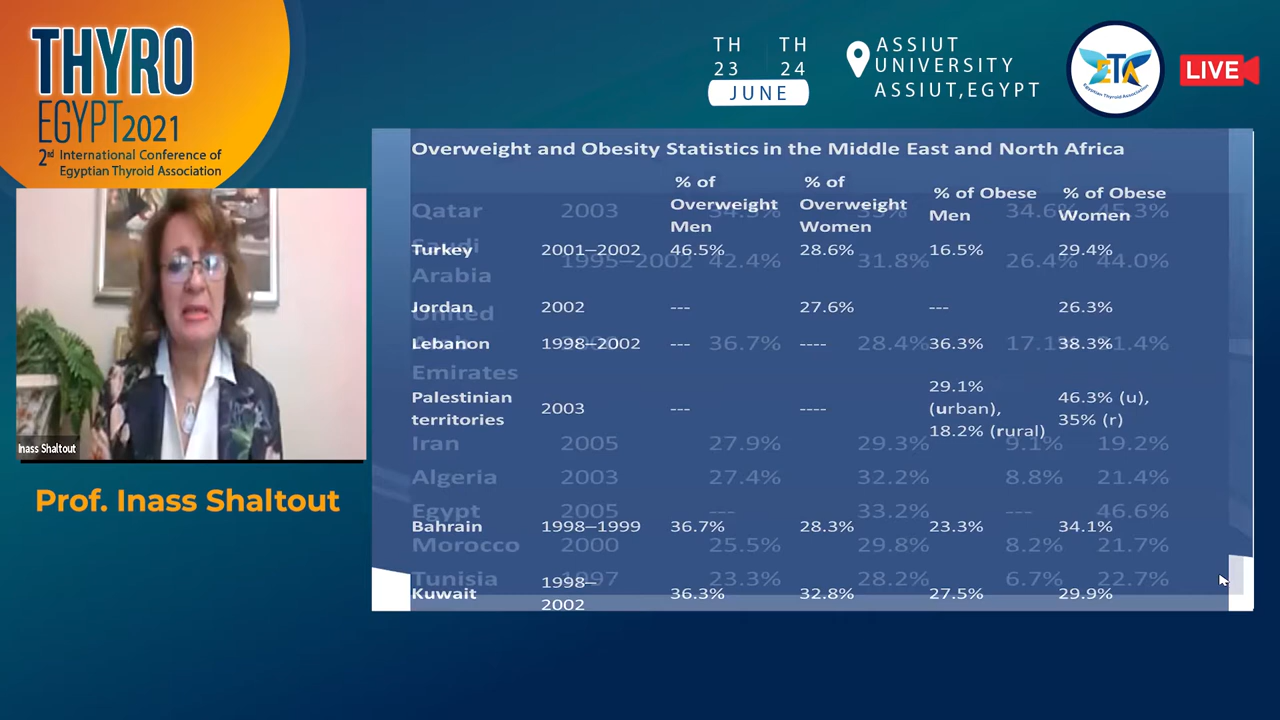 THYRO
EGYPT2021
2nd International Conference of
Egyptian Thyroid Association
TH TH
23 24
JUNE
ASSIUT
UNIVERSITY
ASSIUT,EGYPT
ETA
Egyptian Thyroid Association
LIVE
Inass Shaltout
Prof. Inass Shaltout
Overweight and Obesity Statistics in the Middle East and North Africa
% of Overweight Men % of Overweight Women % of Obese Men % of Obese Women
Turkey 2001–2002 46.5% 28.6% 16.5% 29.4%
Jordan 2002 --- 27.6% --- 26.3%
Lebanon 1998–2002 --- ---- 36.3% 38.3%
Palestinian territories 2003 --- ---- 29.1% (urban), 18.2% (rural) 46.3% (u), 35% (r)
Bahrain 1998–1999 36.7% 28.3% 23.3% 34.1%
Kuwait 1998–2002 36.3% 32.8% 27.5% 29.9%
Qatar 2003 34.6% 45.3%
Saudi Arabia 1995–2002 42.4% 31.8% 26.4% 44.0%
United Emirates 36.7% 28.4%
Iran 2005 27.9% 29.3% 9.1% 19.2%
Algeria 2003 27.4% 32.2% 8.8% 21.4%
Egypt 2005 --- 33.2% --- 46.6%
Morocco 2000 25.5% 29.8% 8.2% 21.7%
Tunisia 1997 23.3% 28.2% 6.7% 22.7%